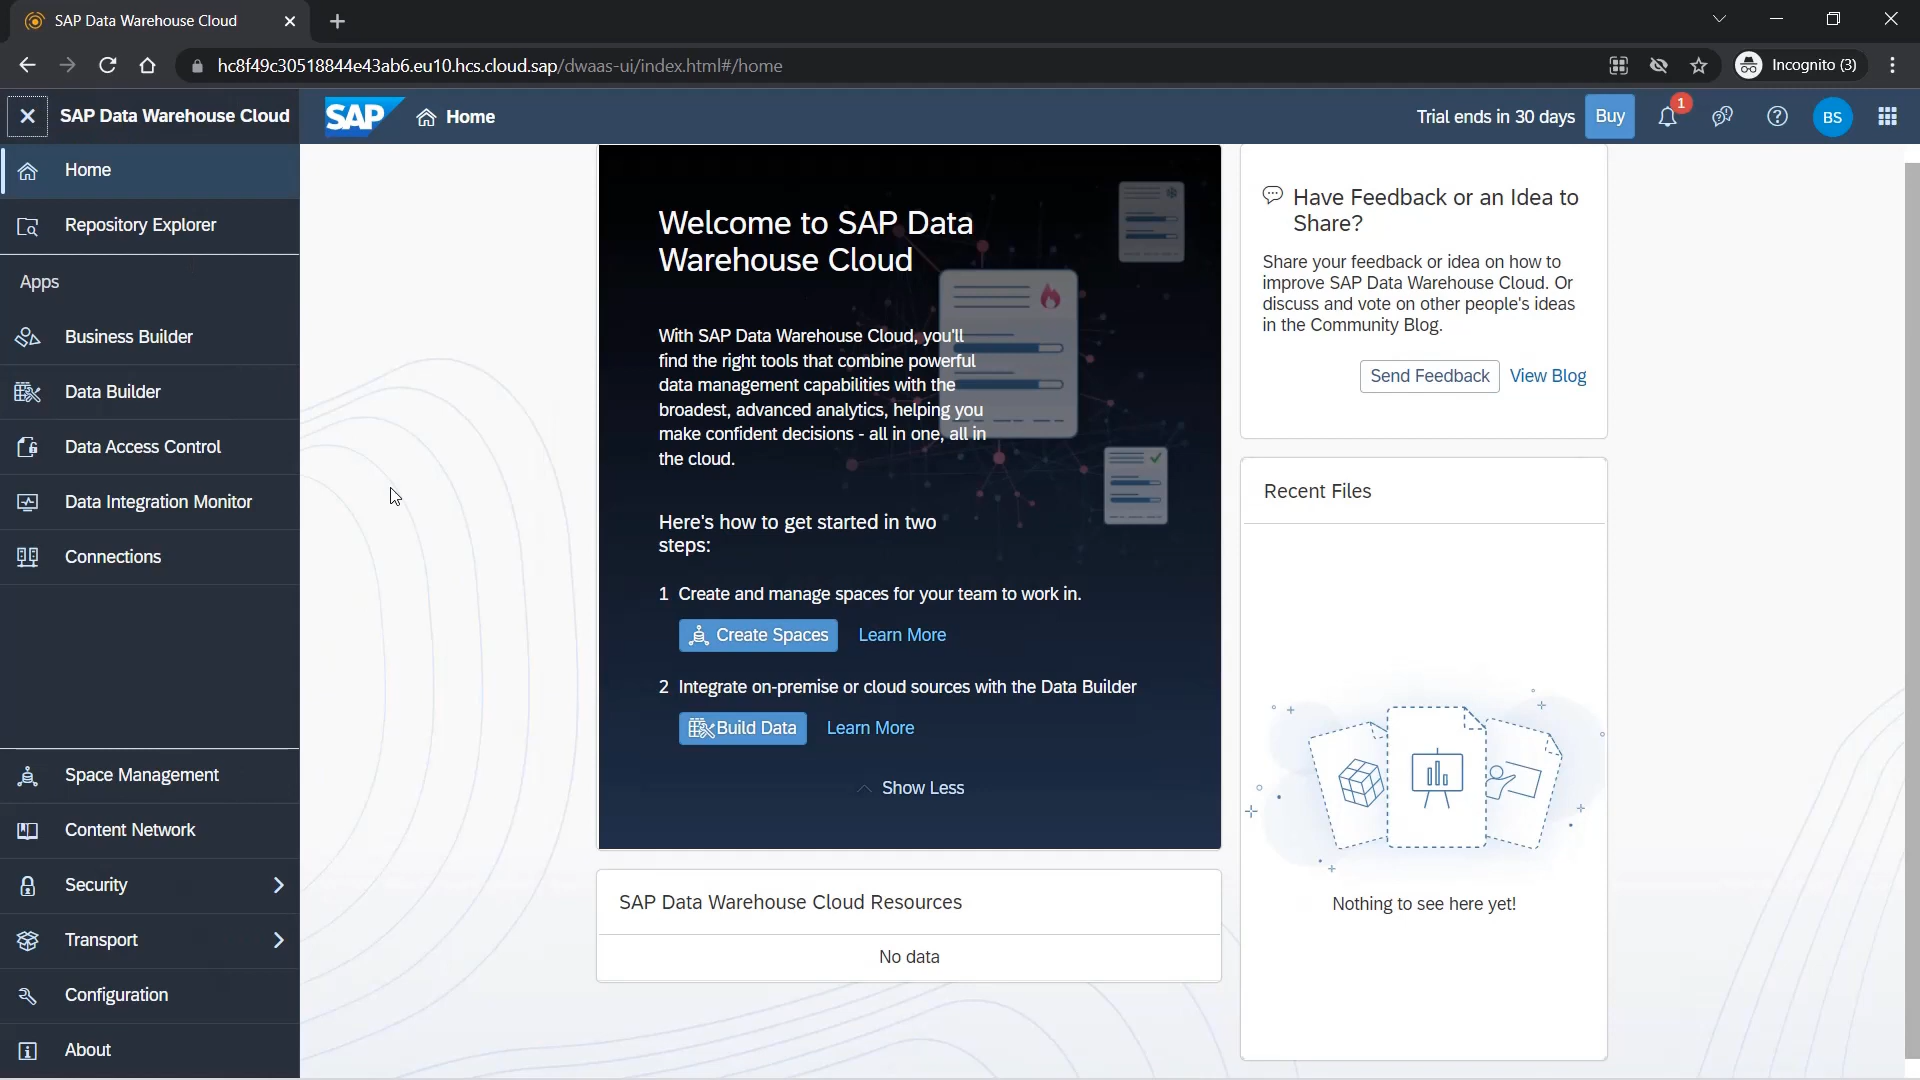 SAP Data Warehouse Cloud
hc8f49c30518844e43ab6.eu10.hcs.cloud.sap/dwaas-ui/index.html#/home
Incognito (3)
SAP Data Warehouse Cloud
SAP
Home
Trial ends in 30 days
Buy
1
BS
Home
Repository Explorer
Apps
Business Builder
Data Builder
Data Access Control
Data Integration Monitor
Connections
Space Management
Content Network
Security
Transport
Configuration
About
Welcome to SAP Data
Warehouse Cloud
With SAP Data Warehouse Cloud, you'll
find the right tools that combine powerful
data management capabilities with the
broadest, advanced analytics, helping you
make confident decisions - all in one, all in
the cloud.
Here's how to get started in two
steps:
1 Create and manage spaces for your team to work in.
Create Spaces
Learn More
2 Integrate on-premise or cloud sources with the Data Builder
Build Data
Learn More
Show Less
SAP Data Warehouse Cloud Resources
No data
Have Feedback or an Idea to
Share?
Share your feedback or idea on how to
improve SAP Data Warehouse Cloud. Or
discuss and vote on other people's ideas
in the Community Blog.
Send Feedback
View Blog
Recent Files
Nothing to see here yet!